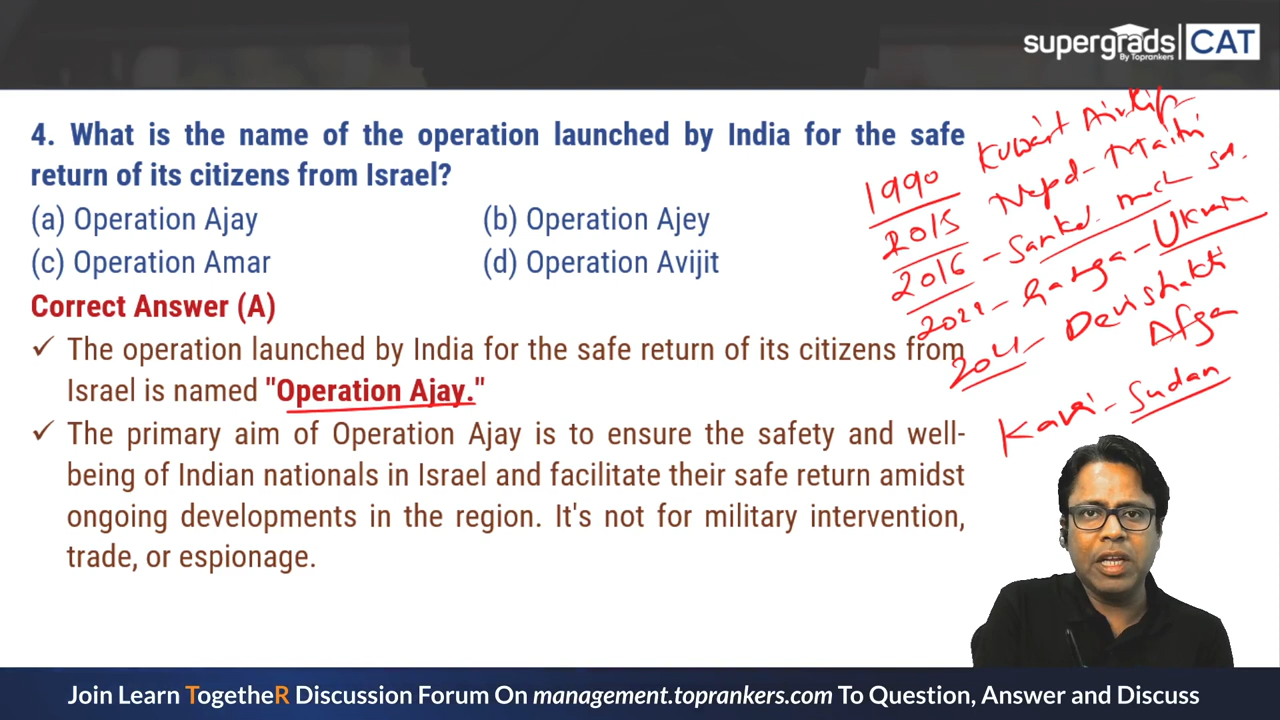 supergrads CAT
By Toprankers
4. What is the name of the operation launched by India for the safe
return of its citizens from Israel?
(a) Operation Ajay (b) Operation Ajey
(c) Operation Amar (d) Operation Avijit
Correct Answer (A)
✓ The operation launched by India for the safe return of its citizens from
Israel is named "Operation Ajay."
✓ The primary aim of Operation Ajay is to ensure the safety and well-
being of Indian nationals in Israel and facilitate their safe return amidst
ongoing developments in the region. It's not for military intervention,
trade, or espionage.
1990 Kuwait Airlift
2015 Nepal - Maitri
2016 -
2022 - Ganga - Ukrain
2021 - Devishakti
Afgan
Kaveri - Sudan
Join Learn TogetheR Discussion Forum On management.toprankers.com To Question, Answer and Discuss